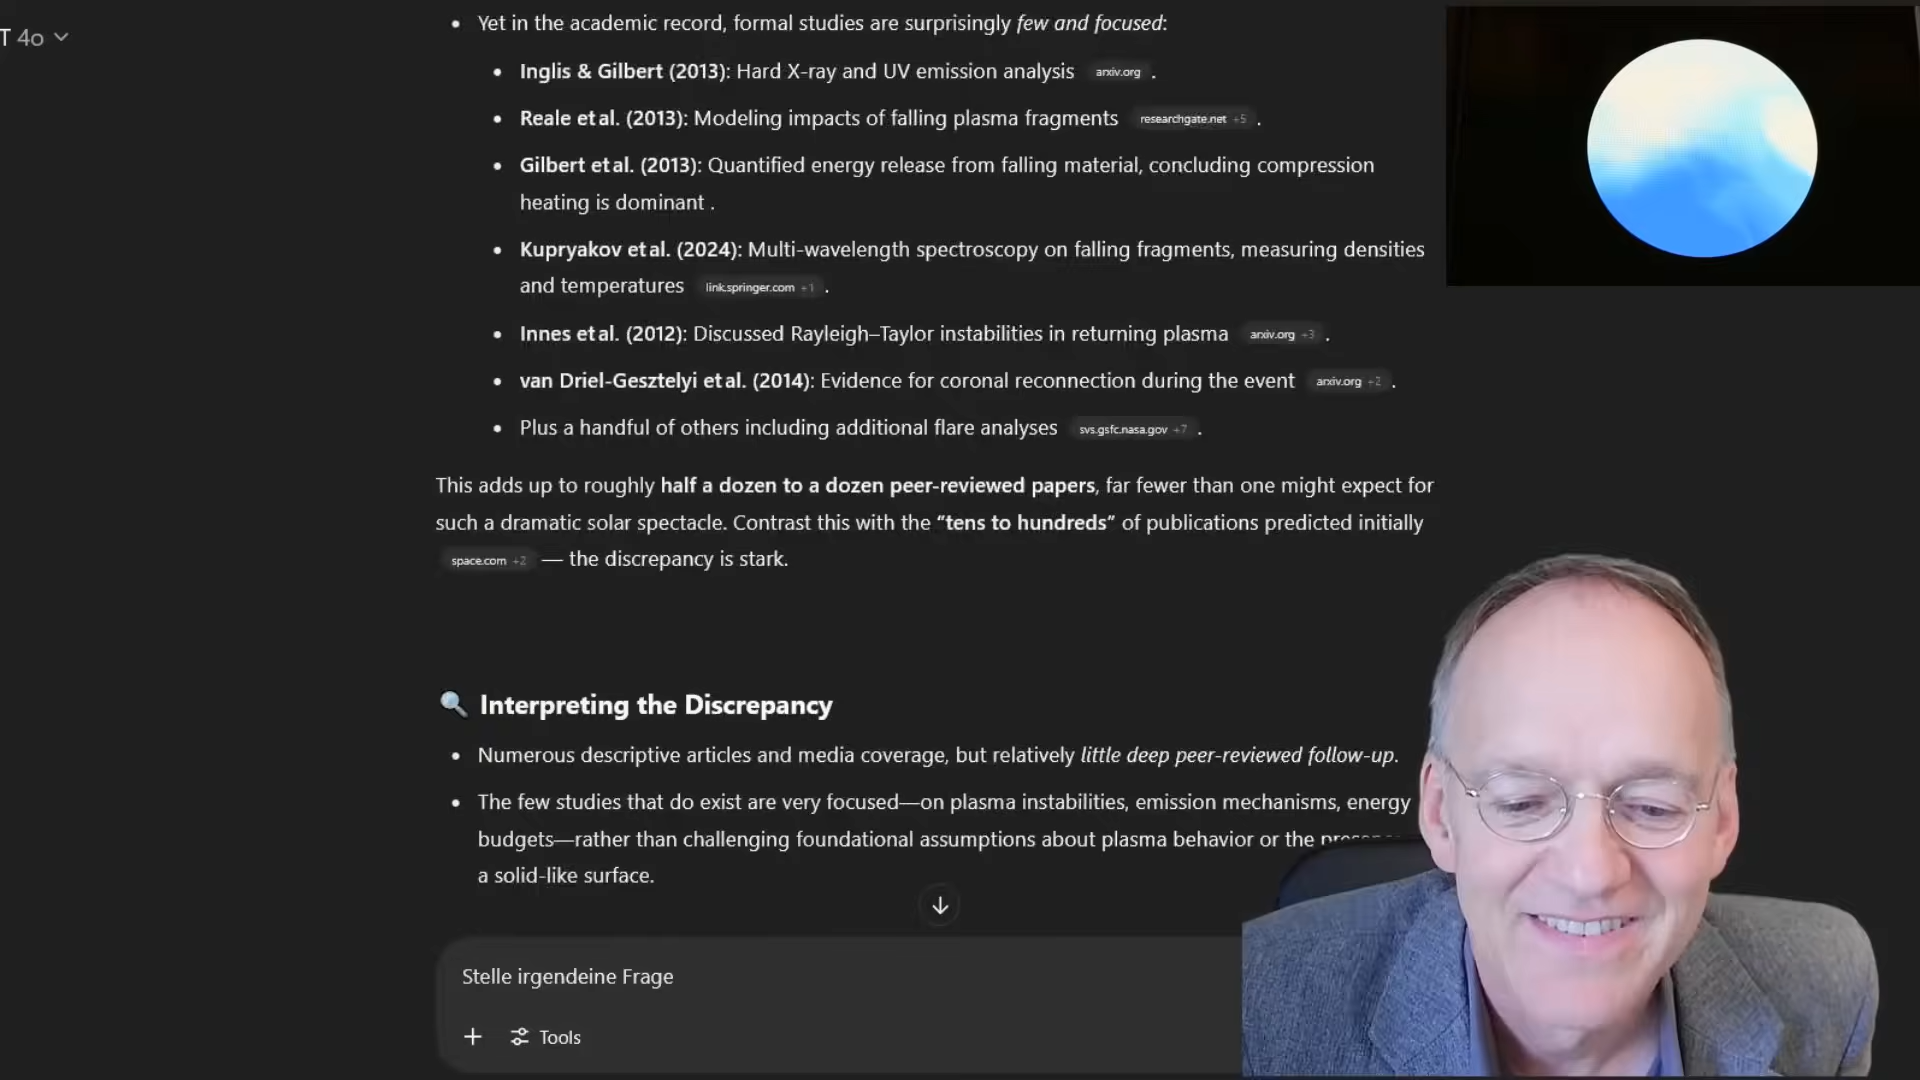 T 4o
Yet in the academic record, formal studies are surprisingly few and focused:
Inglis & Gilbert (2013): Hard X-ray and UV emission analysis arxiv.org .
Reale et al. (2013): Modeling impacts of falling plasma fragments researchgate.net +5 .
Gilbert et al. (2013): Quantified energy release from falling material, concluding compression
heating is dominant .
Kupryakov et al. (2024): Multi-wavelength spectroscopy on falling fragments, measuring densities
and temperatures link.springer.com +1 .
Innes et al. (2012): Discussed Rayleigh–Taylor instabilities in returning plasma arxiv.org +3 .
van Driel-Gesztelyi et al. (2014): Evidence for coronal reconnection during the event arxiv.org +2 .
Plus a handful of others including additional flare analyses svs.gsfc.nasa.gov +7 .
This adds up to roughly half a dozen to a dozen peer-reviewed papers, far fewer than one might expect for
such a dramatic solar spectacle. Contrast this with the “tens to hundreds” of publications predicted initially
space.com +2 — the discrepancy is stark.
🔍 Interpreting the Discrepancy
Numerous descriptive articles and media coverage, but relatively little deep peer-reviewed follow-up.
The few studies that do exist are very focused—on plasma instabilities, emission mechanisms, energy
budgets—rather than challenging foundational assumptions about plasma behavior or the
a solid-like surface.
Stelle irgendeine Frage
Tools